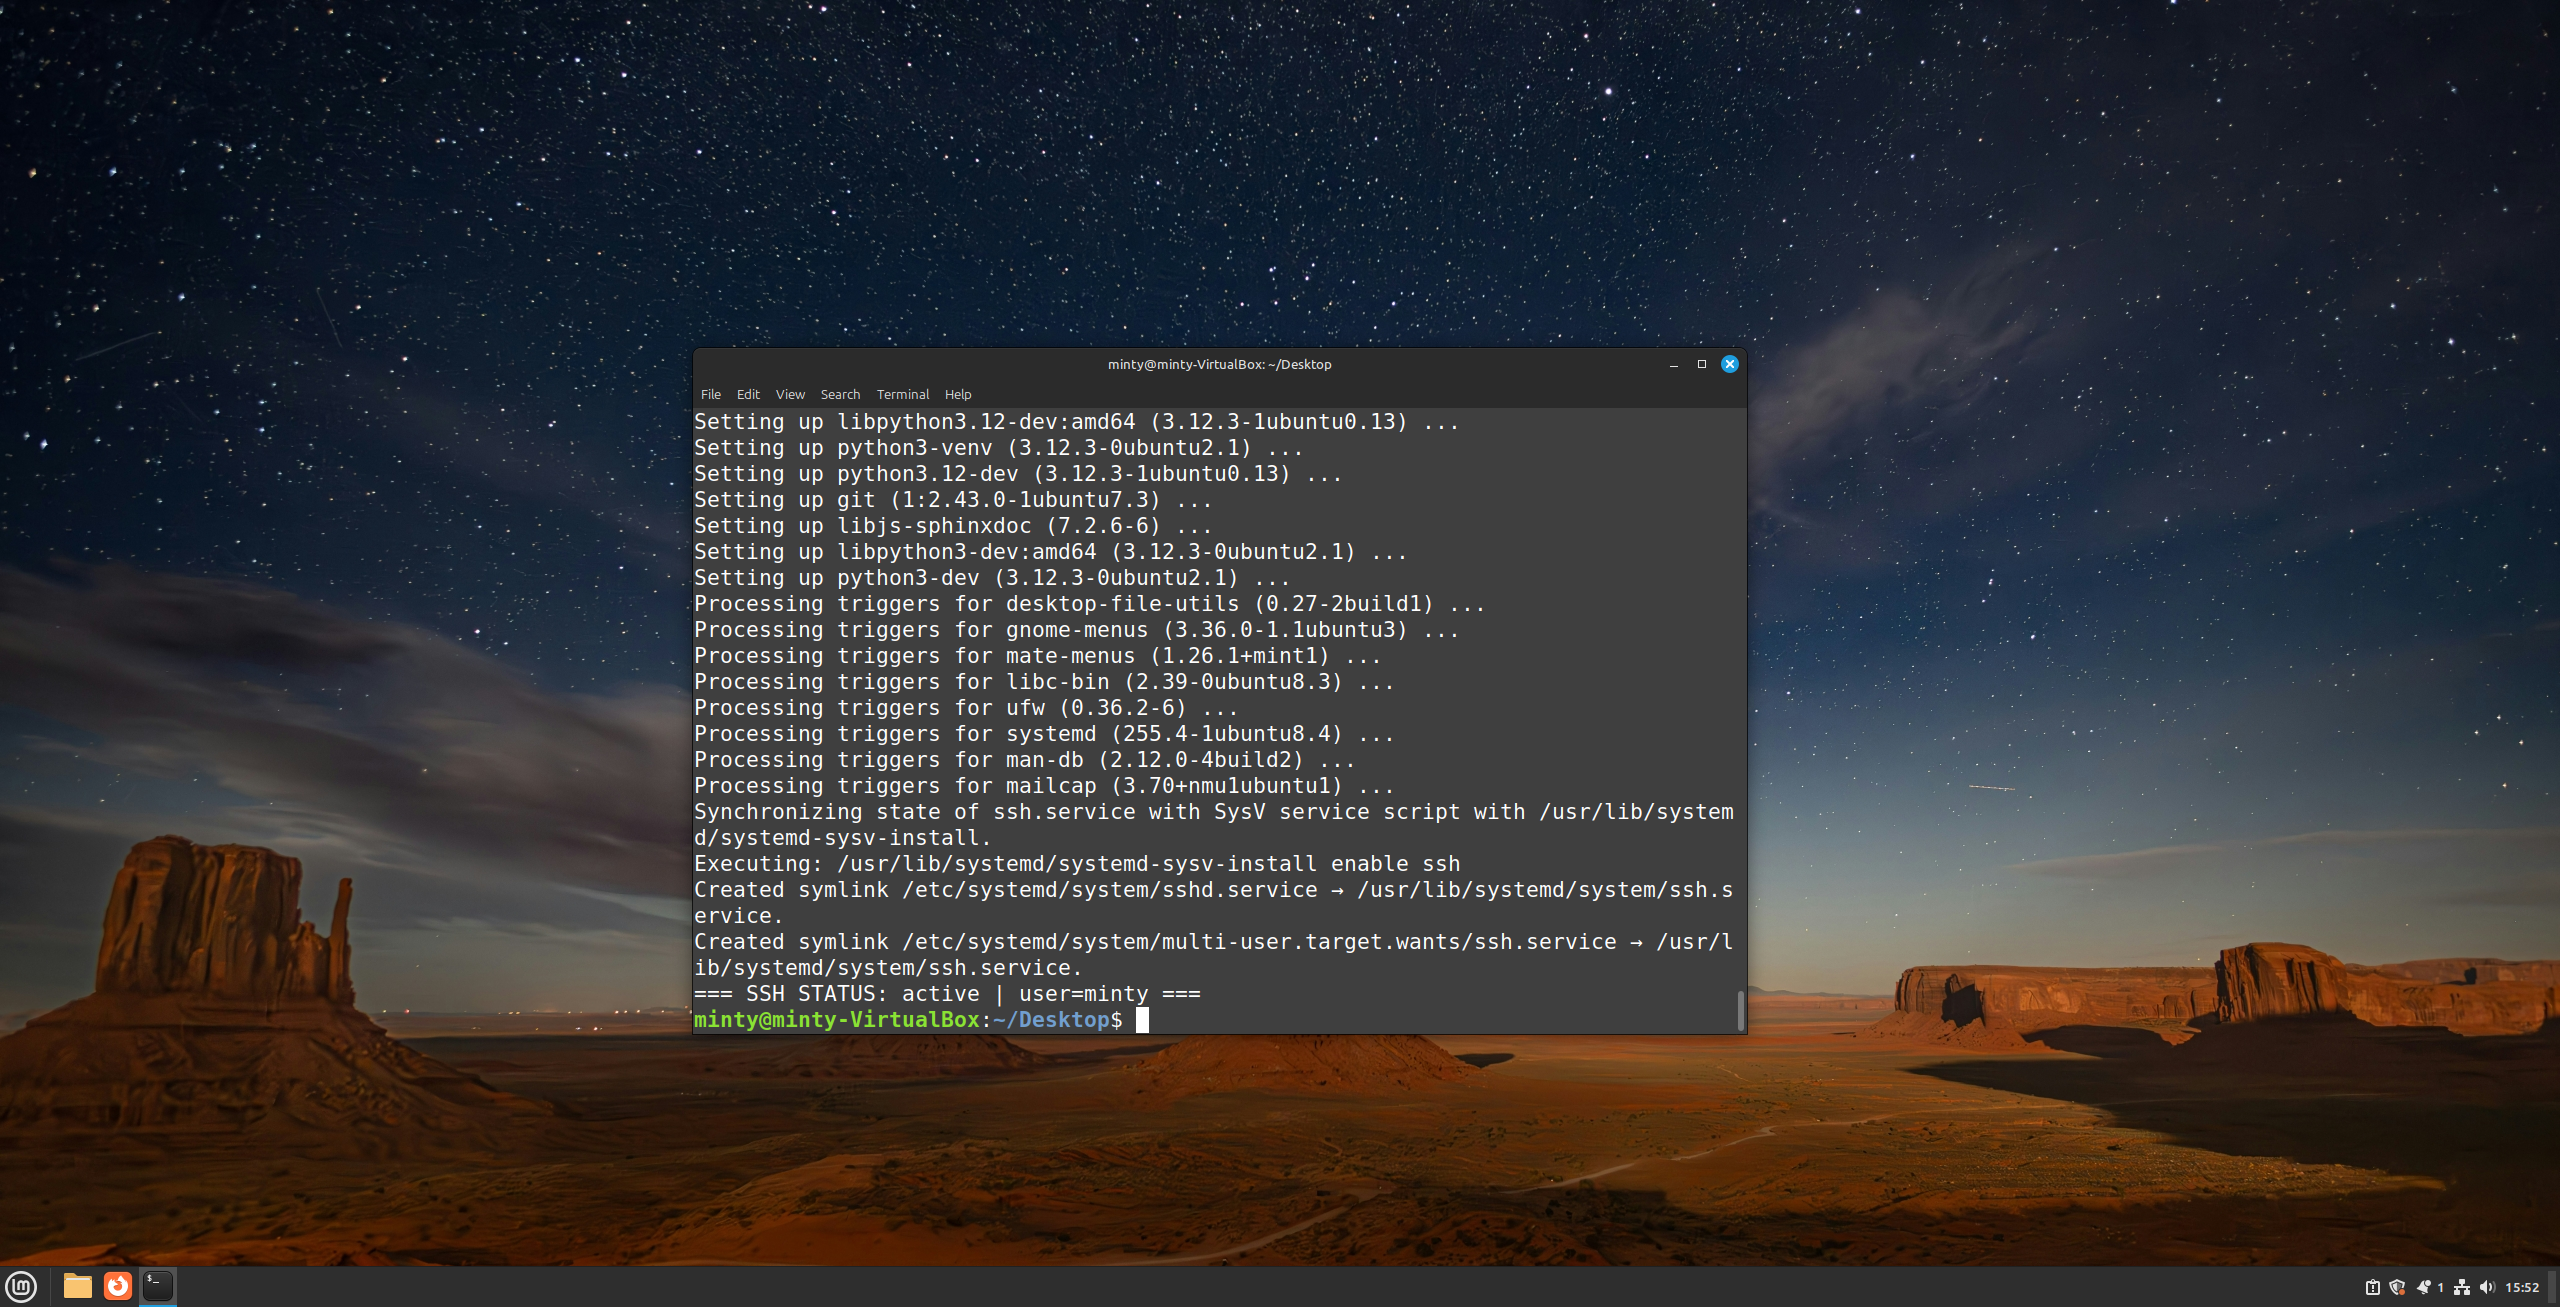 minty@minty-VirtualBox: ~/Desktop
File Edit View Search Terminal Help
Setting up libpython3.12-dev:amd64 (3.12.3-1ubuntu0.13) ...
Setting up python3-venv (3.12.3-0ubuntu2.1) ...
Setting up python3.12-dev (3.12.3-1ubuntu0.13) ...
Setting up git (1:2.43.0-1ubuntu7.3) ...
Setting up libjs-sphinxdoc (7.2.6-6) ...
Setting up libpython3-dev:amd64 (3.12.3-0ubuntu2.1) ...
Setting up python3-dev (3.12.3-0ubuntu2.1) ...
Processing triggers for desktop-file-utils (0.27-2build1) ...
Processing triggers for gnome-menus (3.36.0-1.1ubuntu3) ...
Processing triggers for mate-menus (1.26.1+mint1) ...
Processing triggers for libc-bin (2.39-0ubuntu8.3) ...
Processing triggers for ufw (0.36.2-6) ...
Processing triggers for systemd (255.4-1ubuntu8.4) ...
Processing triggers for man-db (2.12.0-4build2) ...
Processing triggers for mailcap (3.70+nmu1ubuntu1) ...
Synchronizing state of ssh.service with SysV service script with /usr/lib/system
d/systemd-sysv-install.
Executing: /usr/lib/systemd/systemd-sysv-install enable ssh
Created symlink /etc/systemd/system/sshd.service → /usr/lib/systemd/system/ssh.s
ervice.
Created symlink /etc/systemd/system/multi-user.target.wants/ssh.service → /usr/l
ib/systemd/system/ssh.service.
=== SSH STATUS: active | user=minty ===
minty@minty-VirtualBox:~/Desktop$
1 15:52